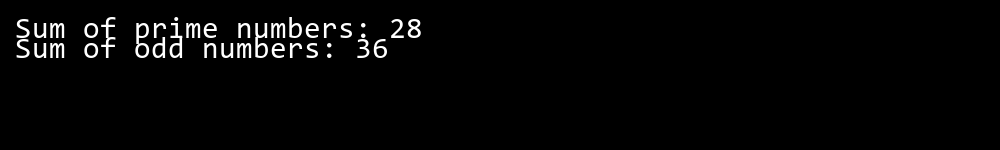 Sum of prime numbers: 28
Sum of odd numbers: 36